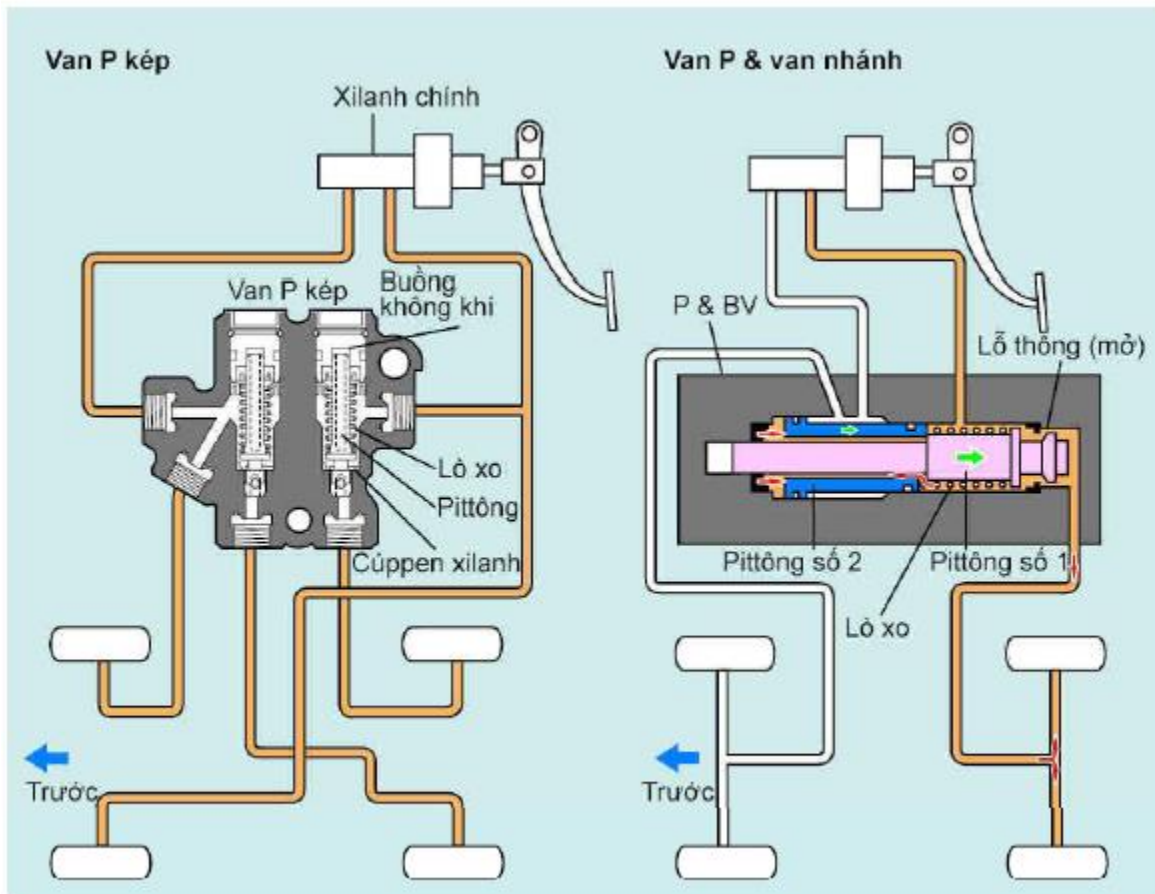 Van P kép
Xilanh chính
Van P kép
Buồng
không khí
Lò xo
Pittông
Cúppen xilanh
Trước
Van P & van nhánh
P & BV
Lỗ thông (mở)
Pittông số 2
Pittông số 1
Lò xo
Trước